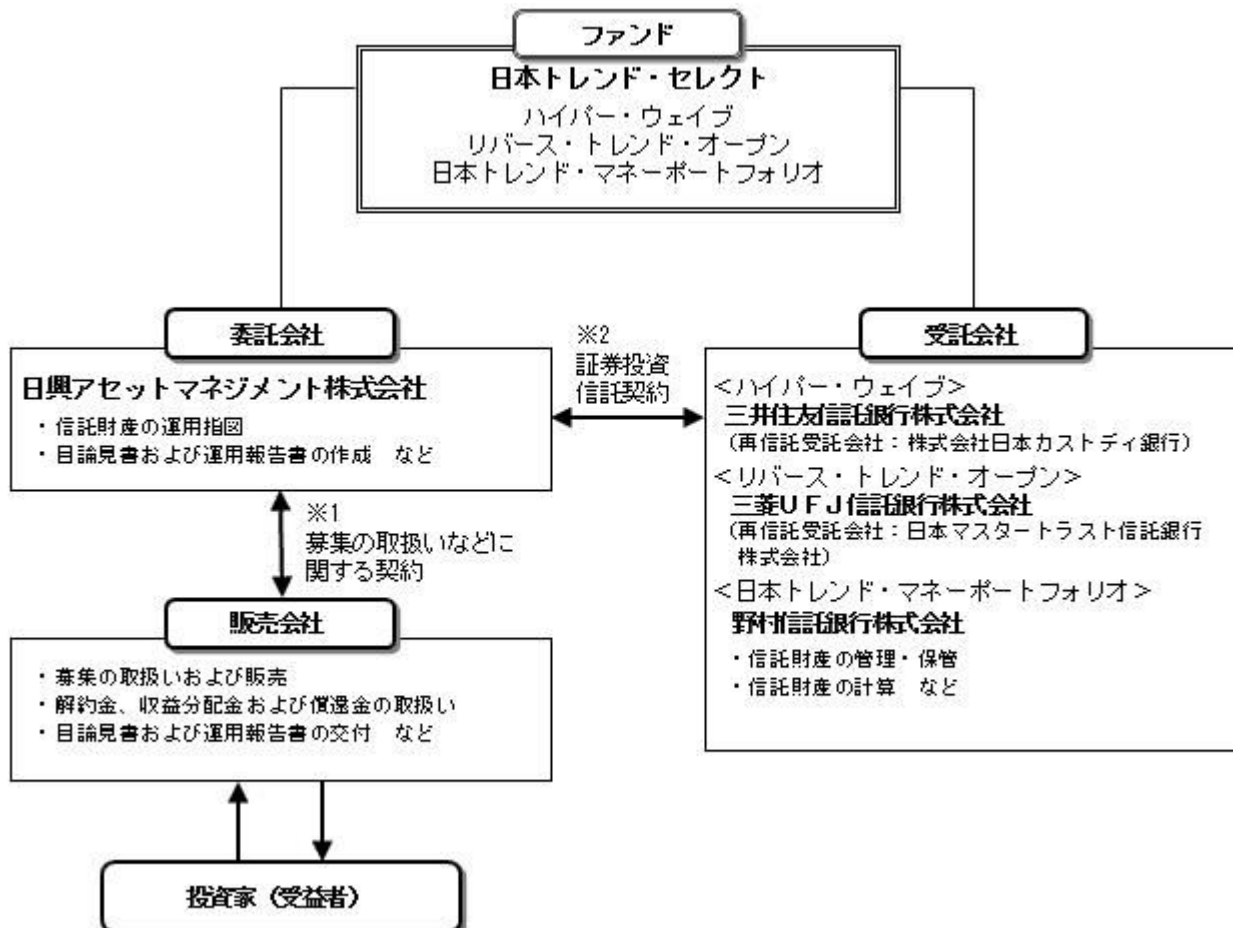 ファンド
日本トレンド・セレクト
ハイパー・ウェイブ
リバース・トレンド・オープン
日本トレンド・マネーポートフォリオ
委託会社
日興アセットマネジメント株式会社
・信託財産の運用指図
・目論見書および運用報告書の作成　など
※2
証券投資
信託契約
受託会社
＜ハイパー・ウェイブ＞
三井住友信託銀行株式会社
（再信託受託会社：株式会社日本カストディ銀行）
＜リバース・トレンド・オープン＞
三菱ＵＦＪ信託銀行株式会社
（再信託受託会社：日本マスタートラスト信託銀行
株式会社）
＜日本トレンド・マネーポートフォリオ＞
野村信託銀行株式会社
・信託財産の管理・保管
・信託財産の計算　など
※1
募集の取扱いなどに
関する契約
販売会社
・募集の取扱いおよび販売
・解約金、収益分配金および償還金の取扱い
・目論見書および運用報告書の交付　など
投資家（受益者）